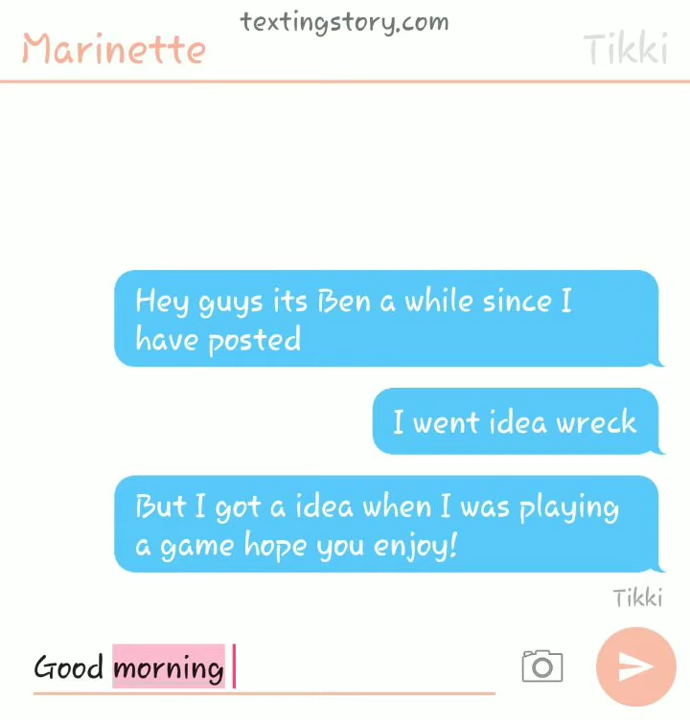 textingstory.com
Marinette
Tikki
Hey guys its Ben a while since I
have posted
I went idea wreck
But I got a idea when I was playing
a game hope you enjoy!
Tikki
Good morning